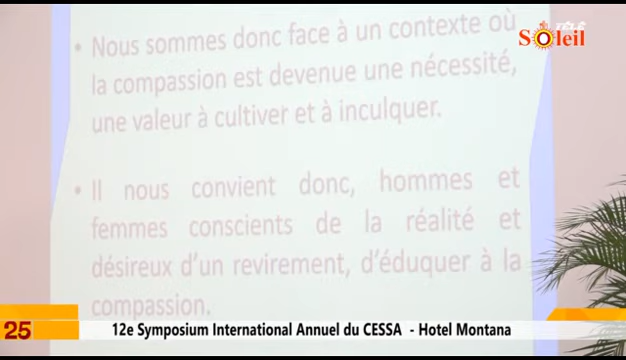 • Nous sommes donc face à un contexte où
la compassion est devenue une nécessité,
une valeur à cultiver et à inculquer.
• Il nous convient donc, hommes et
femmes conscients de la réalité et
désireux d'un revirement, d'éduquer à la
compassion.
TÉLÉ
SOleil
25
12e Symposium International Annuel du CESSA - Hotel Montana